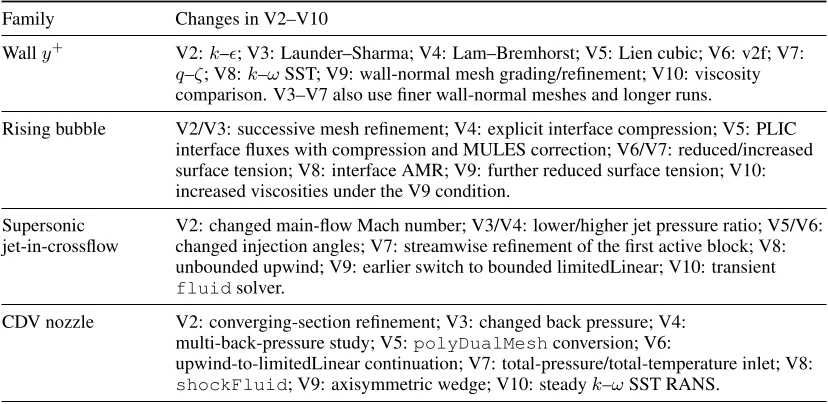 Family Changes in V2–V10
Wall y⁺ V2: k–ϵ; V3: Launder–Sharma; V4: Lam–Bremhorst; V5: Lien cubic; V6: v2f; V7:
q–ζ; V8: k–ω SST; V9: wall-normal mesh grading/refinement; V10: viscosity
comparison. V3–V7 also use finer wall-normal meshes and longer runs.
Rising bubble V2/V3: successive mesh refinement; V4: explicit interface compression; V5: PLIC
interface fluxes with compression and MULES correction; V6/V7: reduced/increased
surface tension; V8: interface AMR; V9: further reduced surface tension; V10:
increased viscosities under the V9 condition.
Supersonic V2: changed main-flow Mach number; V3/V4: lower/higher jet pressure ratio; V5/V6:
jet-in-crossflow changed injection angles; V7: streamwise refinement of the first active block; V8:
unbounded upwind; V9: earlier switch to bounded limitedLinear; V10: transient
fluid solver.
CDV nozzle V2: converging-section refinement; V3: changed back pressure; V4:
multi-back-pressure study; V5: polyDualMesh conversion; V6:
upwind-to-limitedLinear continuation; V7: total-pressure/total-temperature inlet; V8:
shockFluid; V9: axisymmetric wedge; V10: steady k–ω SST RANS.